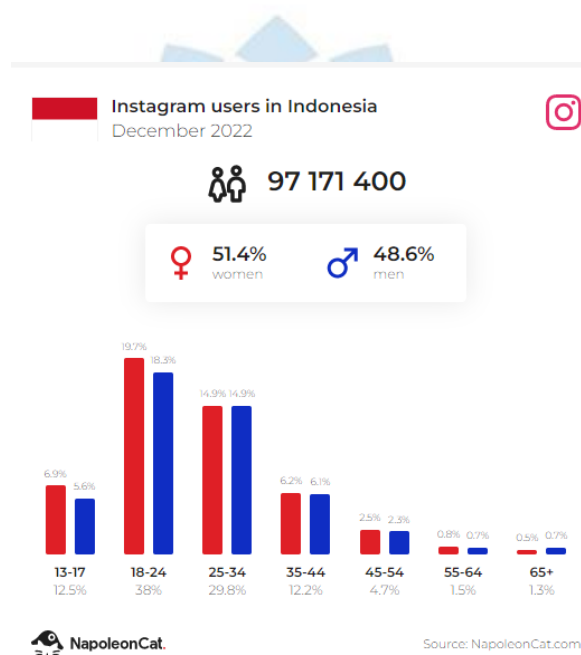 Instagram users in Indonesia
December 2022
97 171 400
51.4% 48.6%
women men
19.7% 18.3%
14.9% 14.9%
6.9% 5.6%
6.2% 6.1%
2.5% 2.3%
0.8% 0.7% 0.5% 0.7%
13-17 18-24 25-34 35-44 45-54 55-64 65+
12.5% 38% 29.8% 12.2% 4.7% 1.5% 1.3%
NapoleonCat. Source: NapoleonCat.com